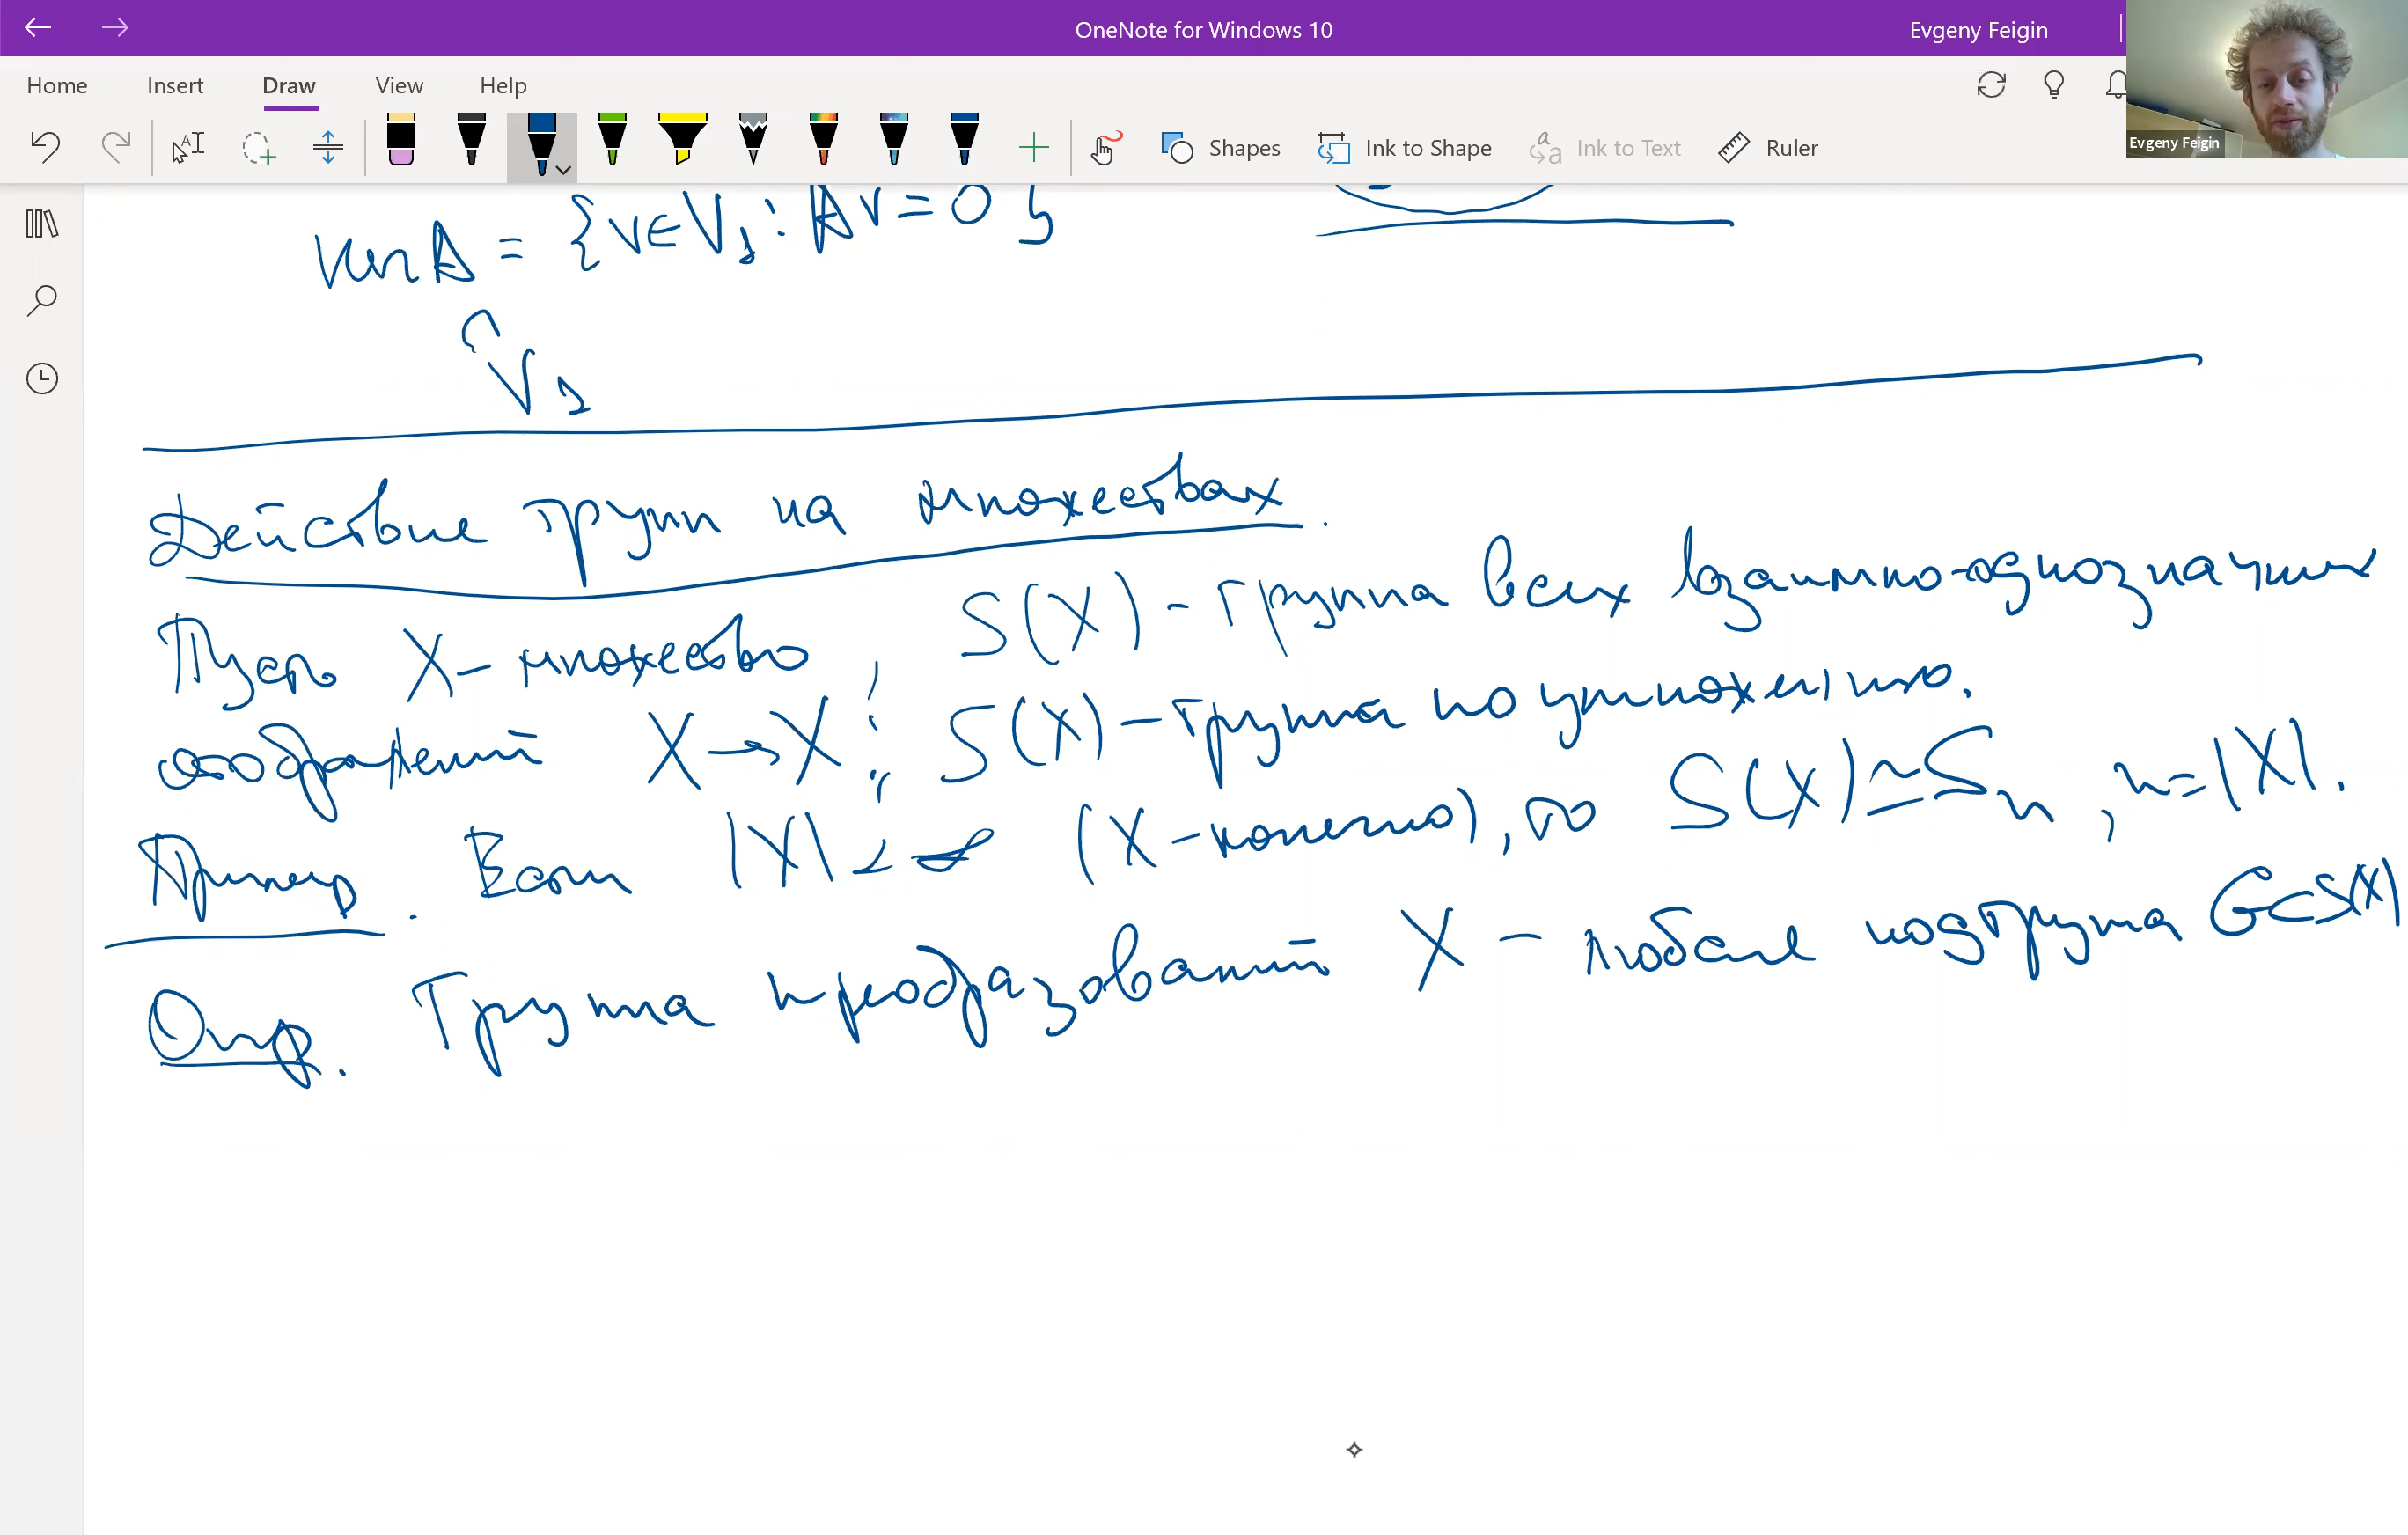 OneNote for Windows 10
Evgeny Feigin
Home Insert Draw View Help
Shapes Ink to Shape Ink to Text Ruler
Evgeny Feigin
Ker A = {v∈V₁ : Av = 0}
V₁
Действие групп на множествах.
Пусть X - множество, S(X) - группа всех взаимно-однозначных
отображений X → X; S(X) - группа по умножению.
Пример. Если |X| < ∞ (X - конечно), то S(X) ≃ Sₙ, n = |X|.
Опр. Группа преобразований X - любая подгруппа G ⊂ S(X)